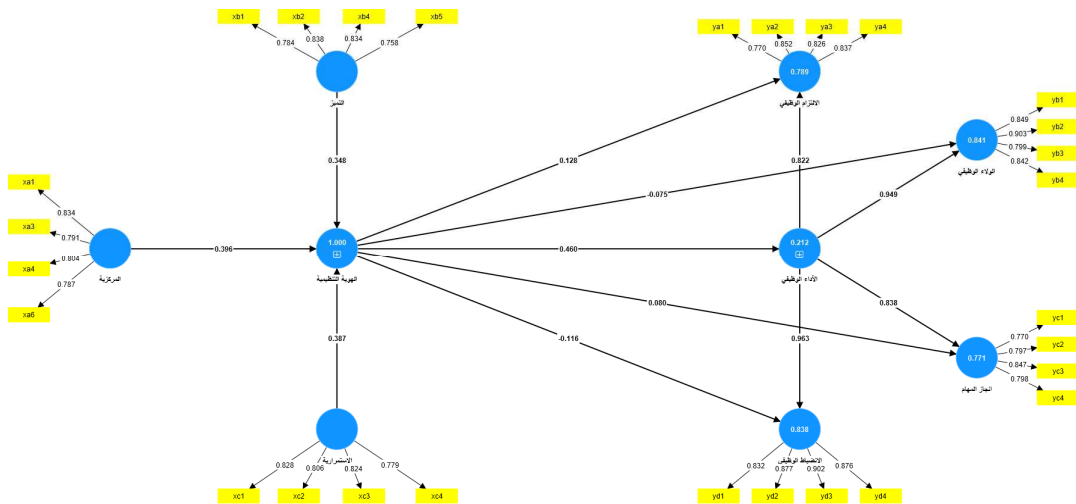 xb1
xb2
xb4
xb5
0.784
0.838
0.834
0.758
التميز
ya1
ya2
ya3
ya4
0.770
0.852
0.826
0.837
0.789
الالتزام الوظيفي
0.348
0.128
0.822
yb1
yb2
yb3
yb4
0.849
0.903
0.799
0.842
0.841
الولاء الوظيفي
-0.075
0.949
xa1
xa3
xa4
xa6
0.834
0.791
0.804
0.787
المركزية
0.396
1.000
الهوية التنظيمية
0.460
0.212
الأداء الوظيفي
0.387
0.080
-0.116
0.838
0.963
yc1
yc2
yc3
yc4
0.770
0.797
0.847
0.798
0.771
انجاز المهام
الاستمرارية /
0.828
0.806
0.824
0.779
xc1
xc2
xc3
xc4
0.838
الانضباط الوظيفي
0.832
0.877
0.902
0.876
yd1
yd2
yd3
yd4